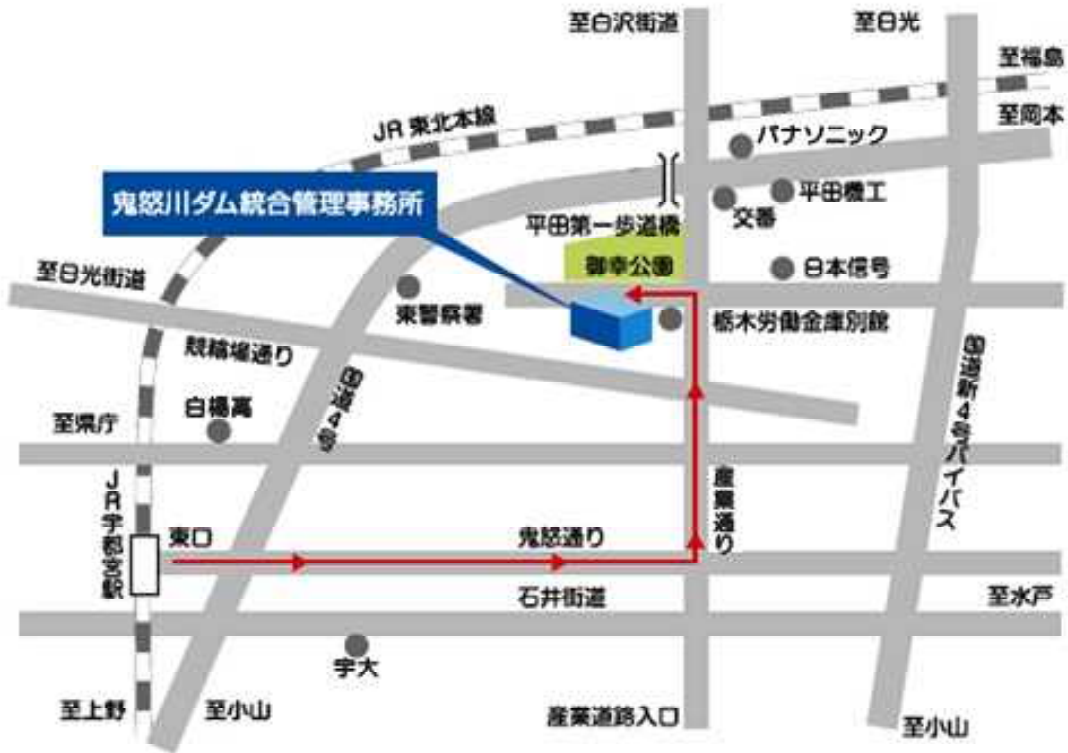 至白沢街道
至日光
至福島
JR東北本線
至岡本
パナソニック
鬼怒川ダム統合管理事務所
平田機工
交番
平田第一歩道橋
御幸公園
日本信号
至日光街道
東警察署
栃木労働金庫別館
競輪場通り
国道4号
国道新4号バイパス
白楊高
至県庁
JR宇都宮駅
東口
鬼怒通り
産業通り
石井街道
至水戸
宇大
至上野
至小山
産業道路入口
至小山